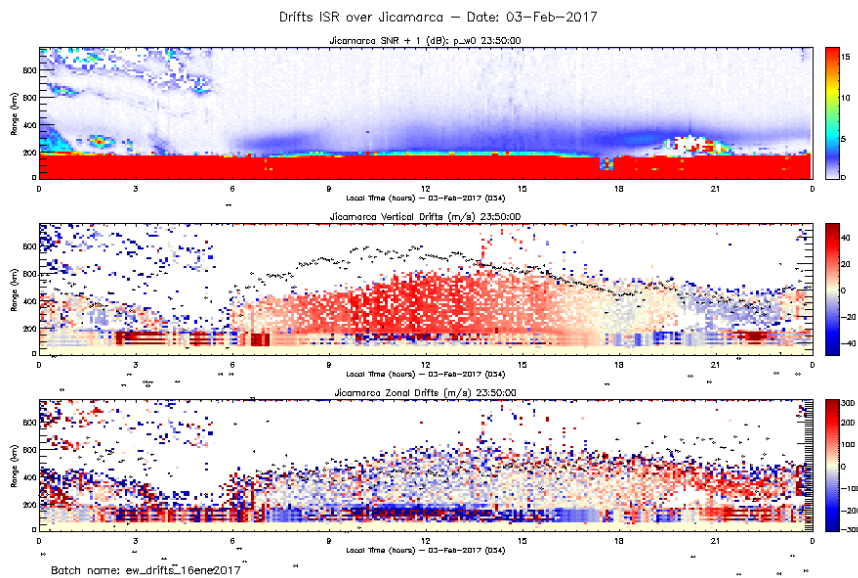 Drifts ISR over Jicamarca – Date: 03-Feb-2017
Jicamarca SNR + 1 (dB): p_w0 23:50:00
Range (km)
800
600
400
200
0
15
10
5
0
0 3 6 9 12 15 18 21 0
Local Time (hours) – 03-Feb-2017 (034)
Jicamarca Vertical Drifts (m/s) 23:50:00
Range (km)
800
600
400
200
0
40
20
0
-20
-40
0 3 6 9 12 15 18 21 0
Local Time (hours) – 03-Feb-2017 (034)
Jicamarca Zonal Drifts (m/s) 23:50:00
Range (km)
800
600
400
200
0
300
200
100
0
-100
-200
-300
0 3 6 9 12 15 18 21 0
Local Time (hours) – 03-Feb-2017 (034)
Batch name: ew_drifts_16ene2017